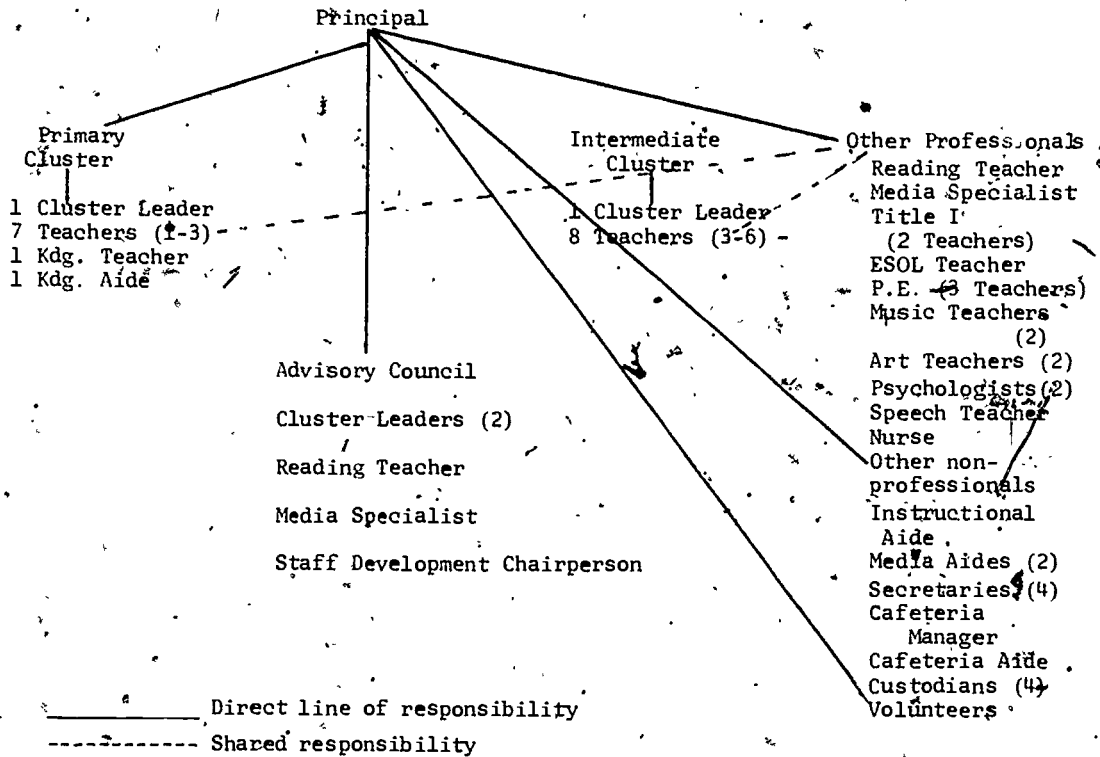 Principal
Primary
Cluster
1 Cluster Leader
7 Teachers (1-3)
1 Kdg. Teacher
1 Kdg. Aide
Intermediate
Cluster
1 Cluster Leader
8 Teachers (3-6)
Other Professionals
Reading Teacher
Media Specialist
Title I
(2 Teachers)
ESOL Teacher
P.E. (3 Teachers)
Music Teachers
(2)
Art Teachers (2)
Psychologists (2)
Speech Teacher
Nurse
Other non-
professionals
Instructional
Aide
Media Aides (2)
Secretaries (4)
Cafeteria
Manager
Cafeteria Aide
Custodians (4)
Volunteers
Advisory Council
Cluster Leaders (2)
Reading Teacher
Media Specialist
Staff Development Chairperson
Direct line of responsibility
Shared responsibility